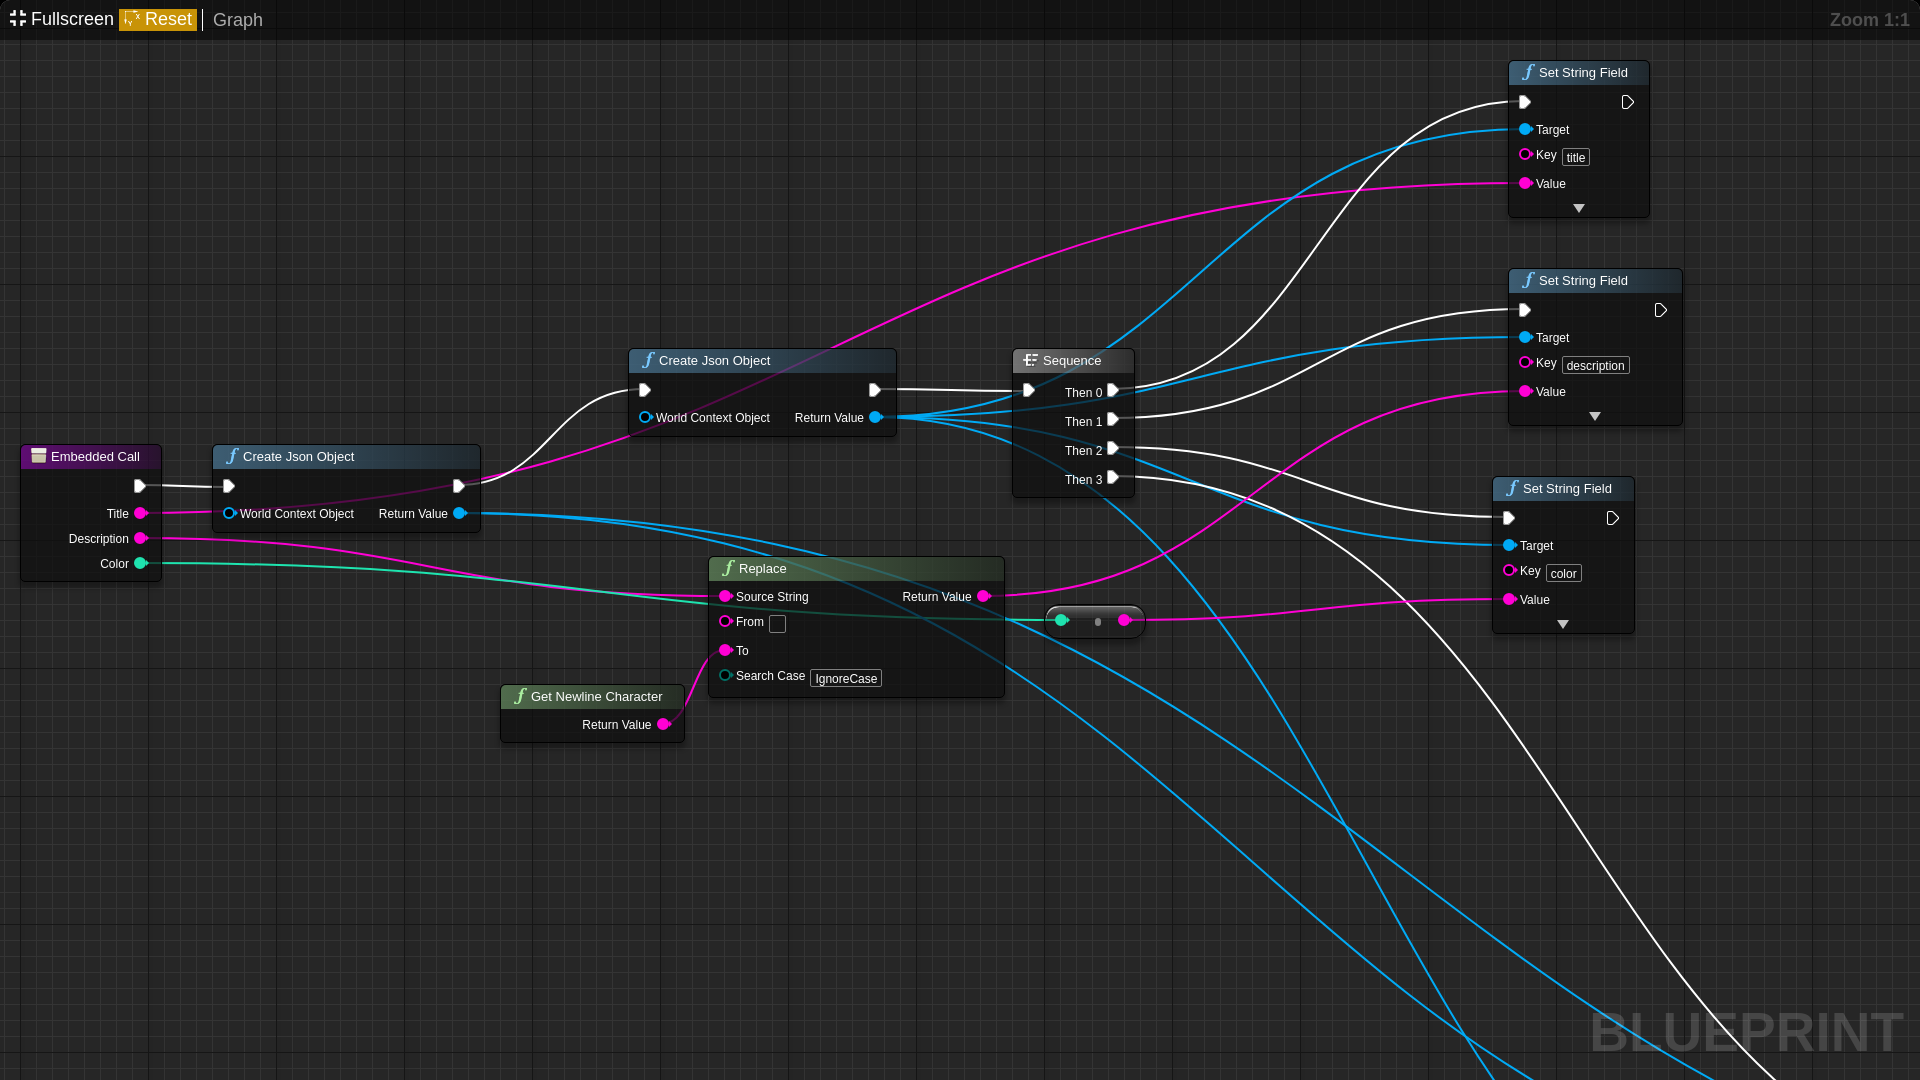 Fullscreen Reset Graph
Zoom 1:1
Set String Field
Target
Key title
Value
Set String Field
Target
Key description
Value
Create Json Object
World Context Object Return Value
Sequence
Then 0
Then 1
Then 2
Then 3
Embedded Call
Title
Description
Color
Create Json Object
World Context Object Return Value
Set String Field
Target
Key color
Value
Replace
Source String Return Value
From
To
Search Case IgnoreCase
Get Newline Character
Return Value
BLUEPRINT